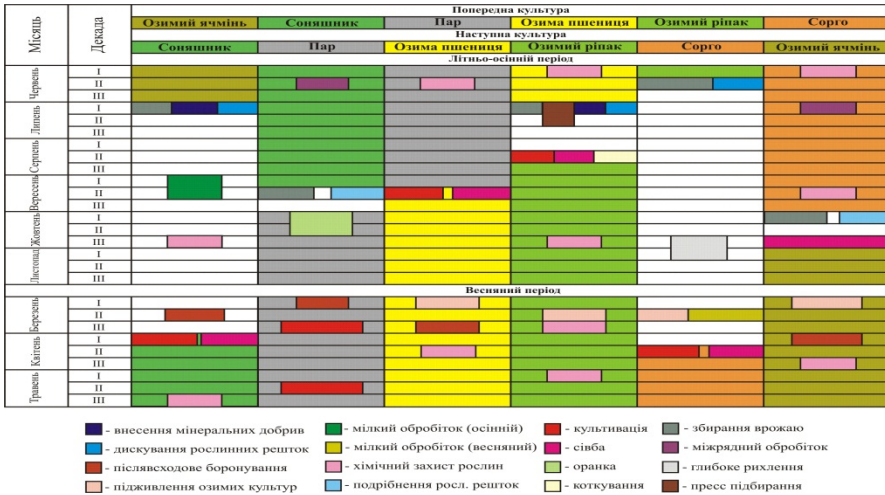 Місяць
Декада
Попередня культура
Озимий ячмінь Соняшник Пар Озима пшениця Озимий ріпак Сорго
Наступна культура
Соняшник Пар Озима пшениця Озимий ріпак Сорго Озимий ячмінь
Літньо-осінній період
Червень
I
II
III
Липень
I
II
III
Серпень
I
II
III
Вересень
I
II
III
Жовтень
I
II
III
Листопад
I
II
III
Весняний період
Березень
I
II
III
Квітень
I
II
III
Травень
I
II
III
- внесення мінеральних добрив
- дискування рослинних решток
- післявсходове боронування
- підживлення озимих культур
- мілкий обробіток (осінній)
- мілкий обробіток (весняний)
- хімічний захист рослин
- подрібнення росл. решток
- культивація
- сівба
- оранка
- коткування
- збирання врожаю
- міжрядний обробіток
- глибоке рихлення
- пресс підбирання